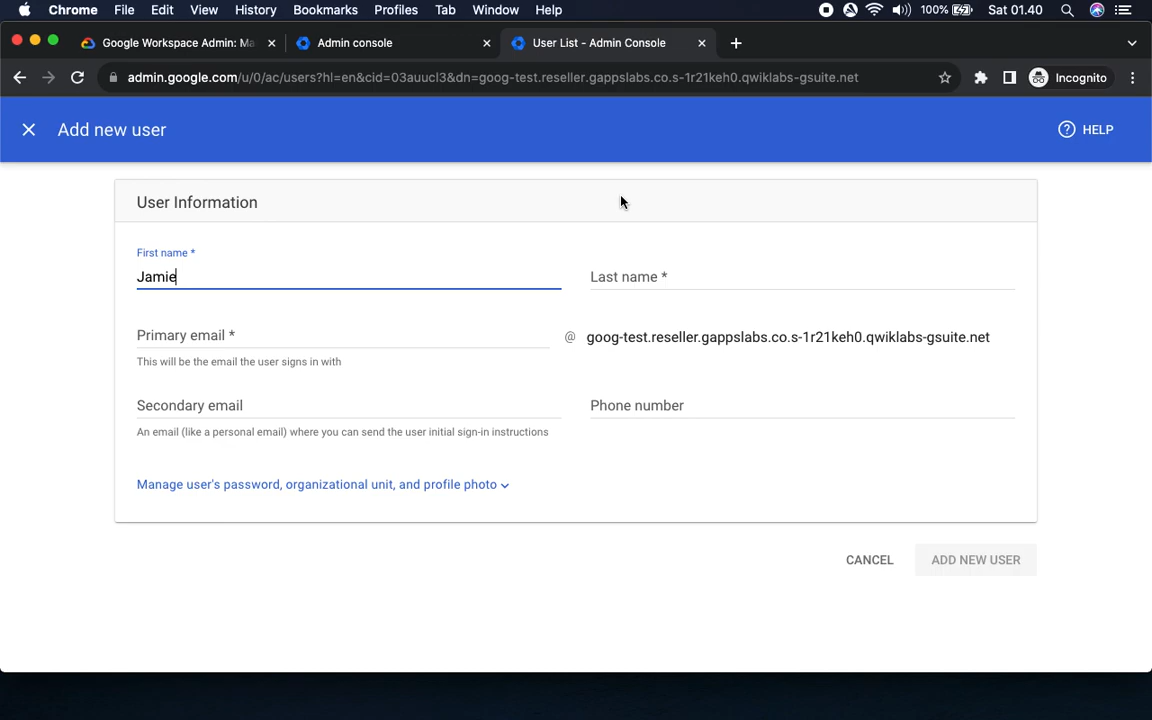 Chrome File Edit View History Bookmarks Profiles Tab Window Help 100% Sat 01.40
Google Workspace Admin: Ma Admin console User List - Admin Console
admin.google.com/u/0/ac/users?hl=en&cid=03auucl3&dn=goog-test.reseller.gappslabs.co.s-1r21keh0.qwiklabs-gsuite.net Incognito
Add new user HELP
User Information
First name *
Jamie Last name *
Primary email * @ goog-test.reseller.gappslabs.co.s-1r21keh0.qwiklabs-gsuite.net
This will be the email the user signs in with
Secondary email Phone number
An email (like a personal email) where you can send the user initial sign-in instructions
Manage user's password, organizational unit, and profile photo
CANCEL ADD NEW USER